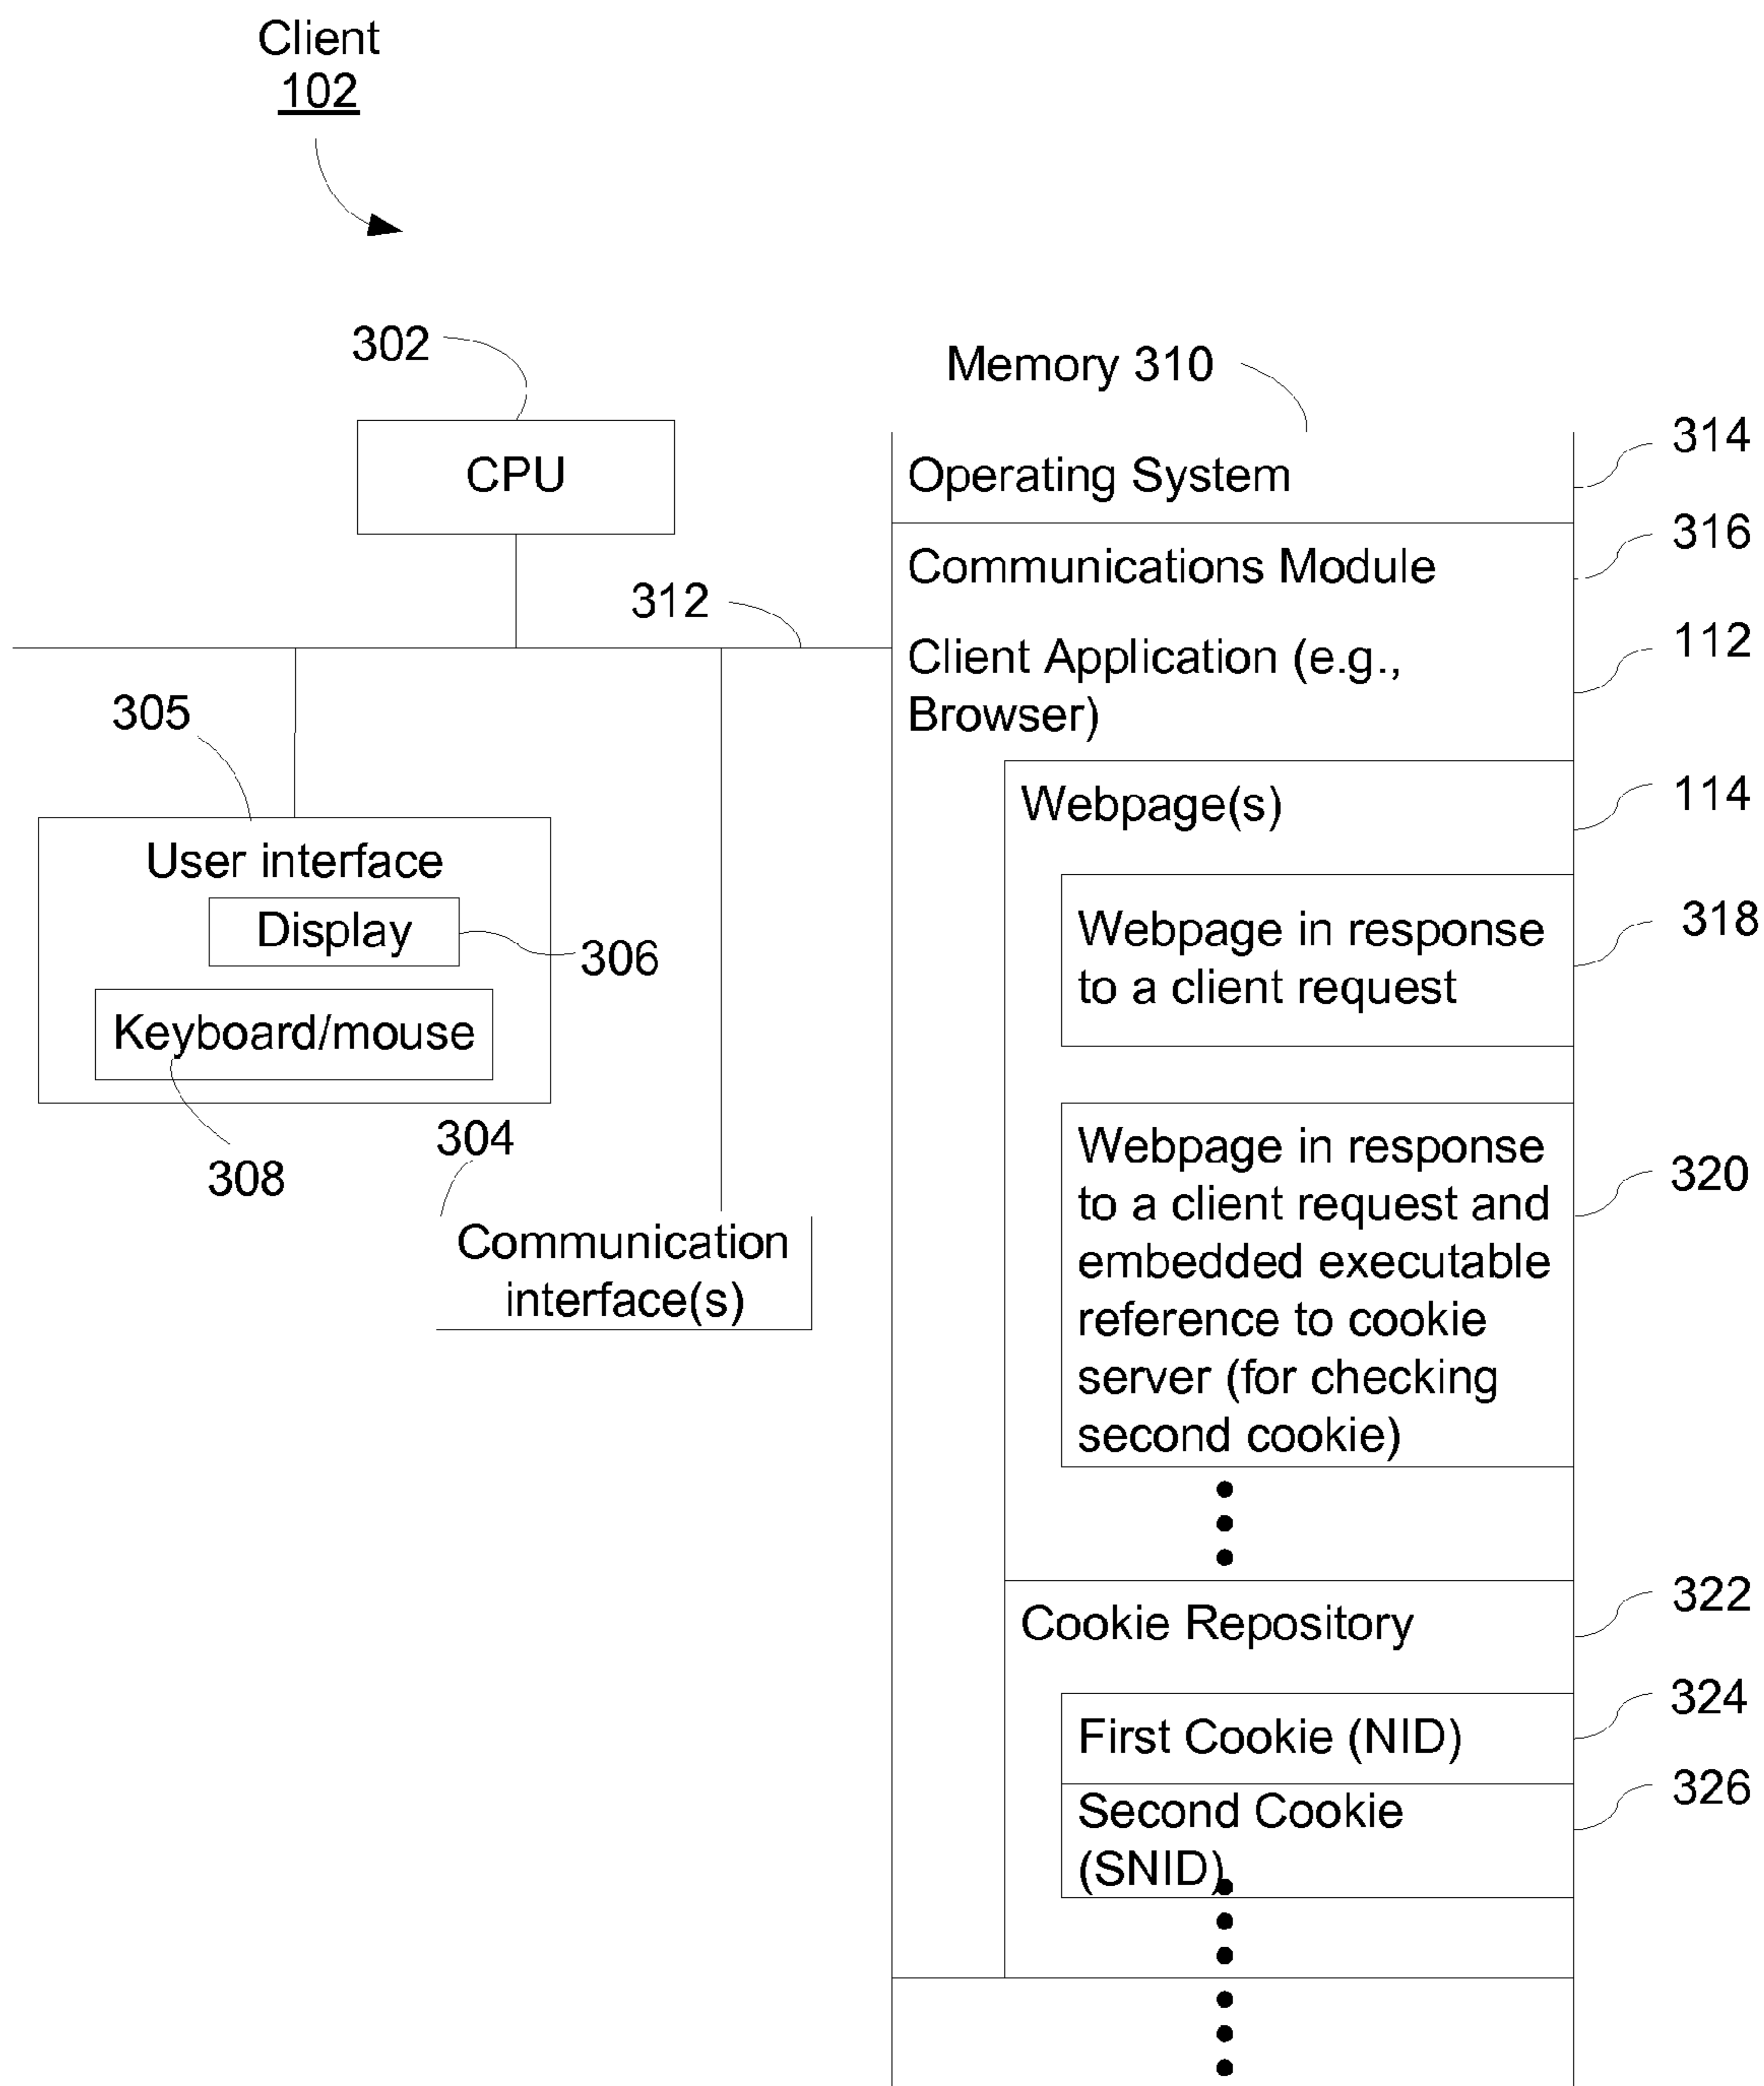 Client
102
302
CPU
312
305
User interface
Display
306
Keyboard/mouse
308
304
Communication
interface(s)
Memory 310
Operating System
314
Communications Module
316
Client Application (e.g.,
Browser)
112
Webpage(s)
114
Webpage in response
to a client request
318
Webpage in response
to a client request and
embedded executable
reference to cookie
server (for checking
second cookie)
320
Cookie Repository
322
First Cookie (NID)
324
Second Cookie
(SNID)
326